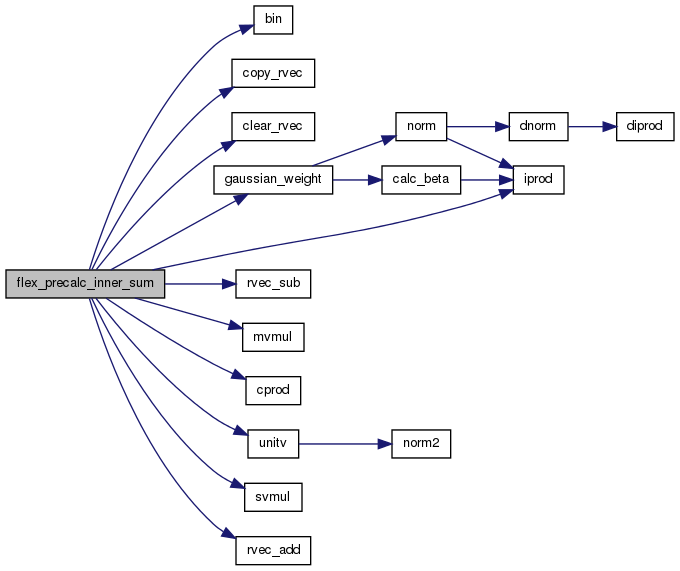 bin
copy_rvec
clear_rvec
norm
dnorm
diprod
gaussian_weight
calc_beta
iprod
flex_precalc_inner_sum
rvec_sub
mvmul
cprod
unitv
norm2
svmul
rvec_add